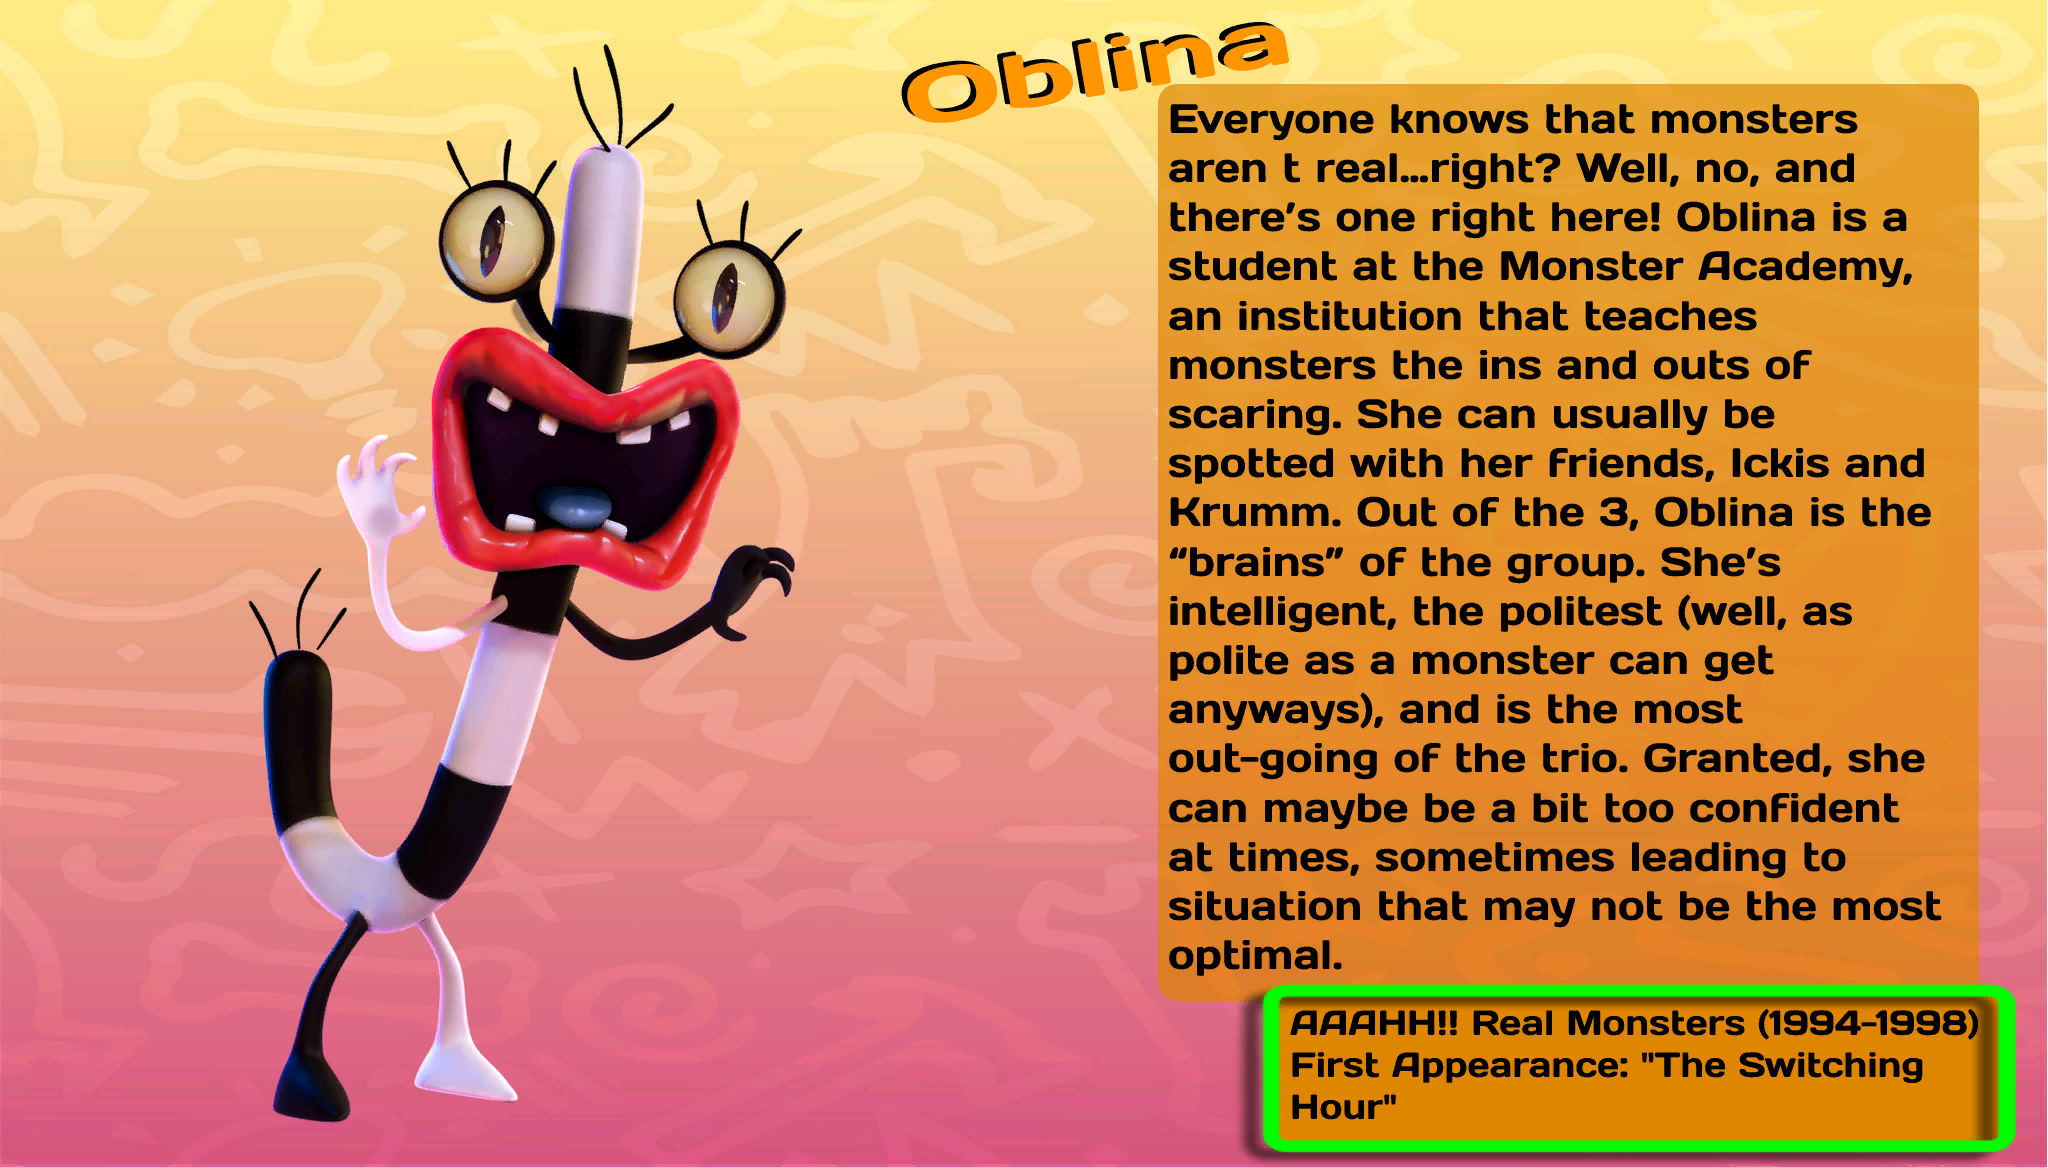 Oblina
Everyone knows that monsters
aren t real...right? Well, no, and
there's one right here! Oblina is a
student at the Monster Academy,
an institution that teaches
monsters the ins and outs of
scaring. She can usually be
spotted with her friends, Ickis and
Krumm. Out of the 3, Oblina is the
“brains” of the group. She's
intelligent, the politest (well, as
polite as a monster can get
anyways), and is the most
out-going of the trio. Granted, she
can maybe be a bit too confident
at times, sometimes leading to
situation that may not be the most
optimal.
AAAHH!! Real Monsters (1994-1998)
First Appearance: "The Switching
Hour"